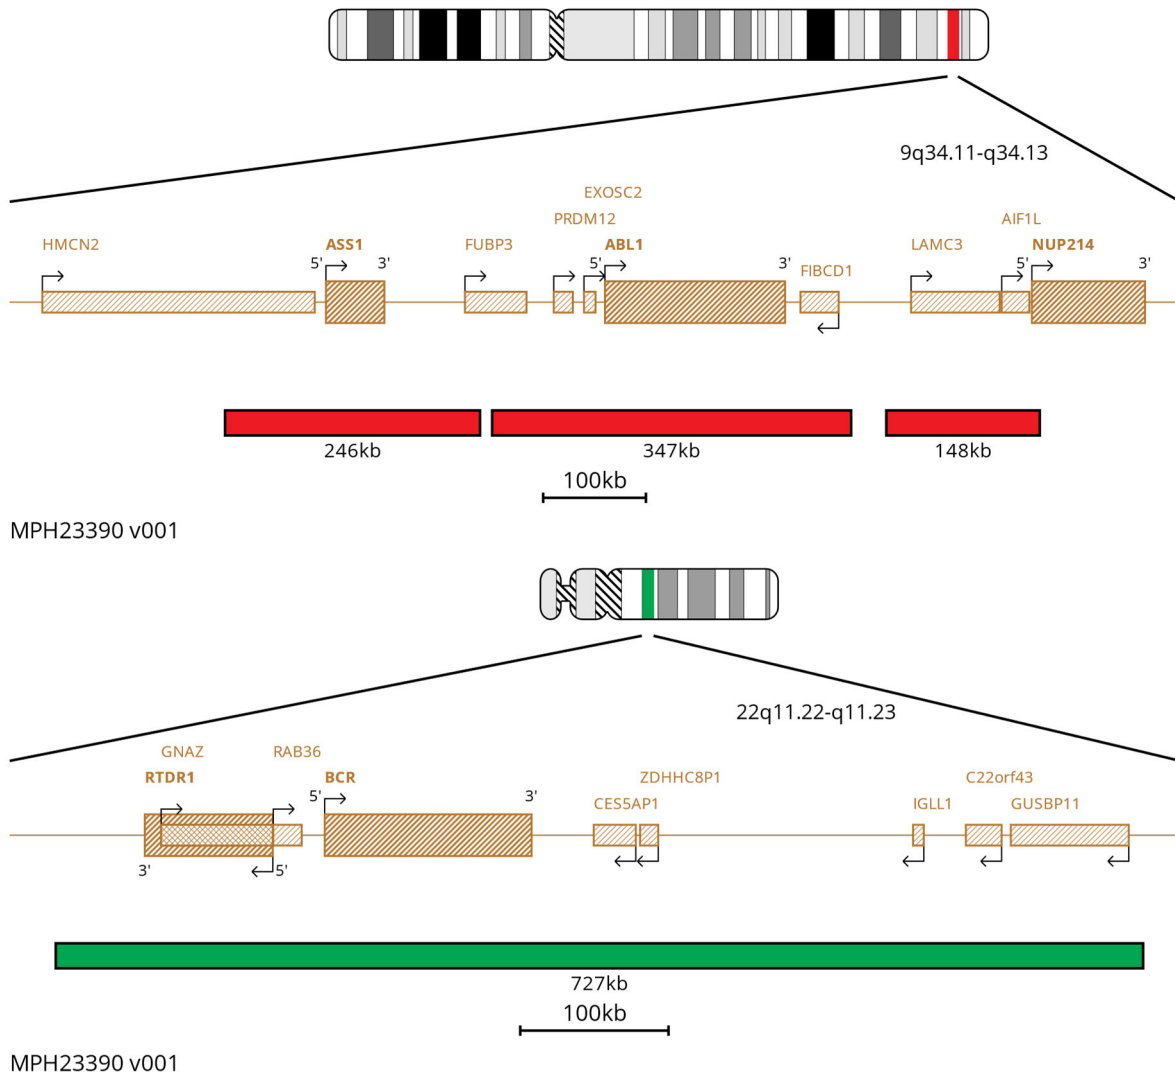 9q34.11-q34.13
EXOSC2
PRDM12 AIF1L
HMCN2 ASS1 FUBP3 ABL1 LAMC3 NUP214
5' 3' 5' 3' FIBCD1 5' 3'
246kb 347kb 148kb
100kb
MPH23390 v001
22q11.22-q11.23
GNAZ RAB36
RTDR1 BCR ZDHHC8P1 C22orf43
5' 3' CES5AP1 IGLL1 GUSBP11
3' 5'
727kb
100kb
MPH23390 v001